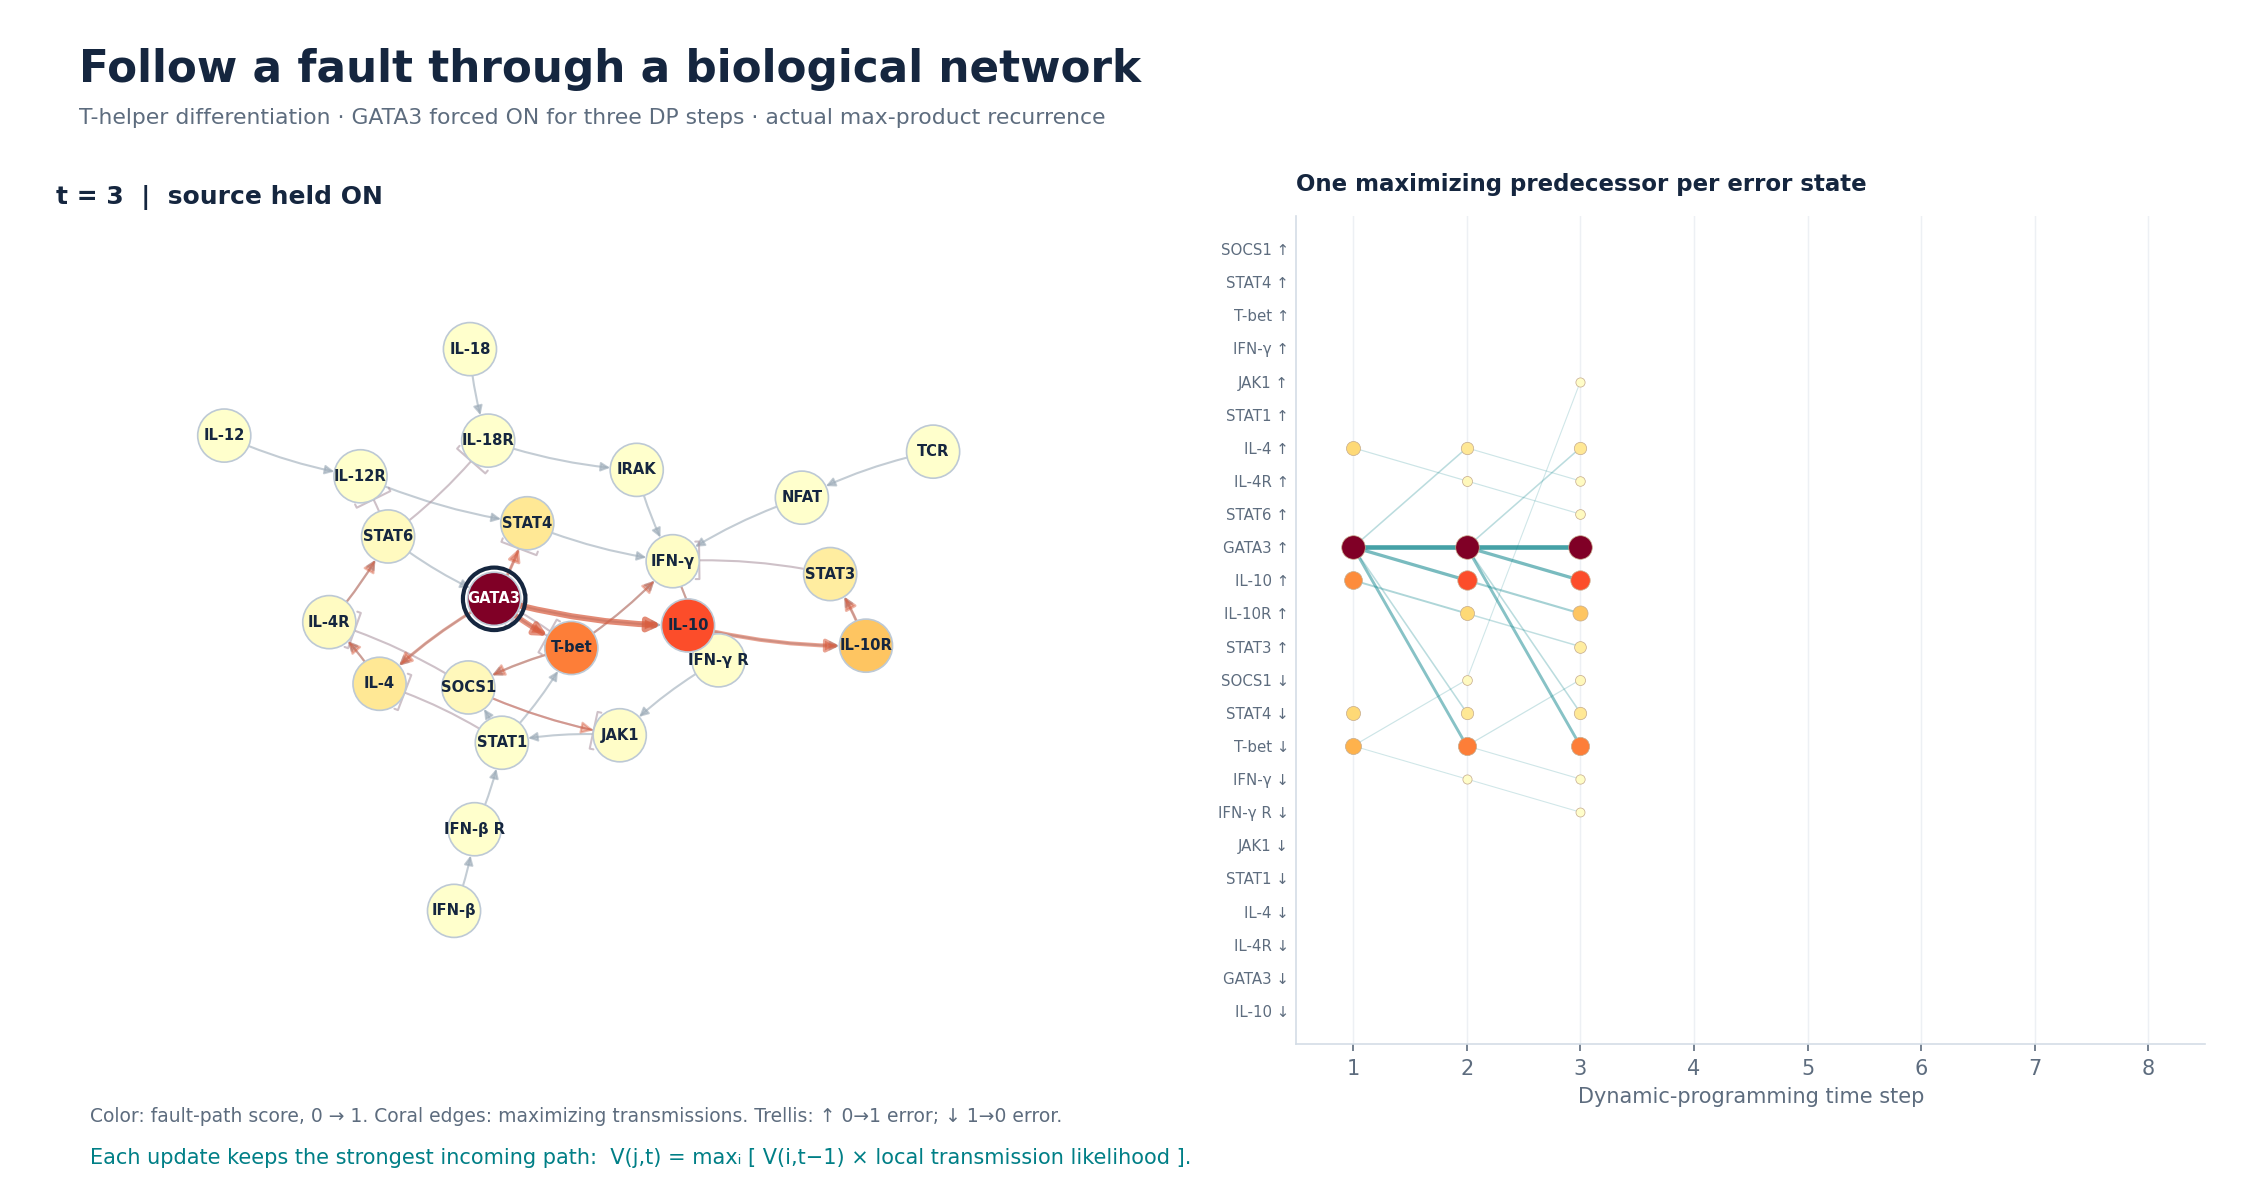 Follow a fault through a biological network
T-helper differentiation · GATA3 forced ON for three DP steps · actual max-product recurrence
t = 3 | source held ON
IL-18
IL-12
IL-18R
TCR
IL-12R
IRAK
NFAT
STAT4
STAT6
IFN-γ
STAT3
GATA3
IL-4R
IL-10
T-bet
IL-10R
IFN-γ R
IL-4
SOCS1
STAT1
JAK1
IFN-β R
IFN-β
One maximizing predecessor per error state
SOCS1 ↑
STAT4 ↑
T-bet ↑
IFN-γ ↑
JAK1 ↑
STAT1 ↑
IL-4 ↑
IL-4R ↑
STAT6 ↑
GATA3 ↑
IL-10 ↑
IL-10R ↑
STAT3 ↑
SOCS1 ↓
STAT4 ↓
T-bet ↓
IFN-γ ↓
IFN-γ R ↓
JAK1 ↓
STAT1 ↓
IL-4 ↓
IL-4R ↓
GATA3 ↓
IL-10 ↓
1 2 3 4 5 6 7 8
Dynamic-programming time step
Color: fault-path score, 0 → 1. Coral edges: maximizing transmissions. Trellis: ↑ 0→1 error; ↓ 1→0 error.
Each update keeps the strongest incoming path: V(j,t) = maxᵢ [ V(i,t−1) × local transmission likelihood ].